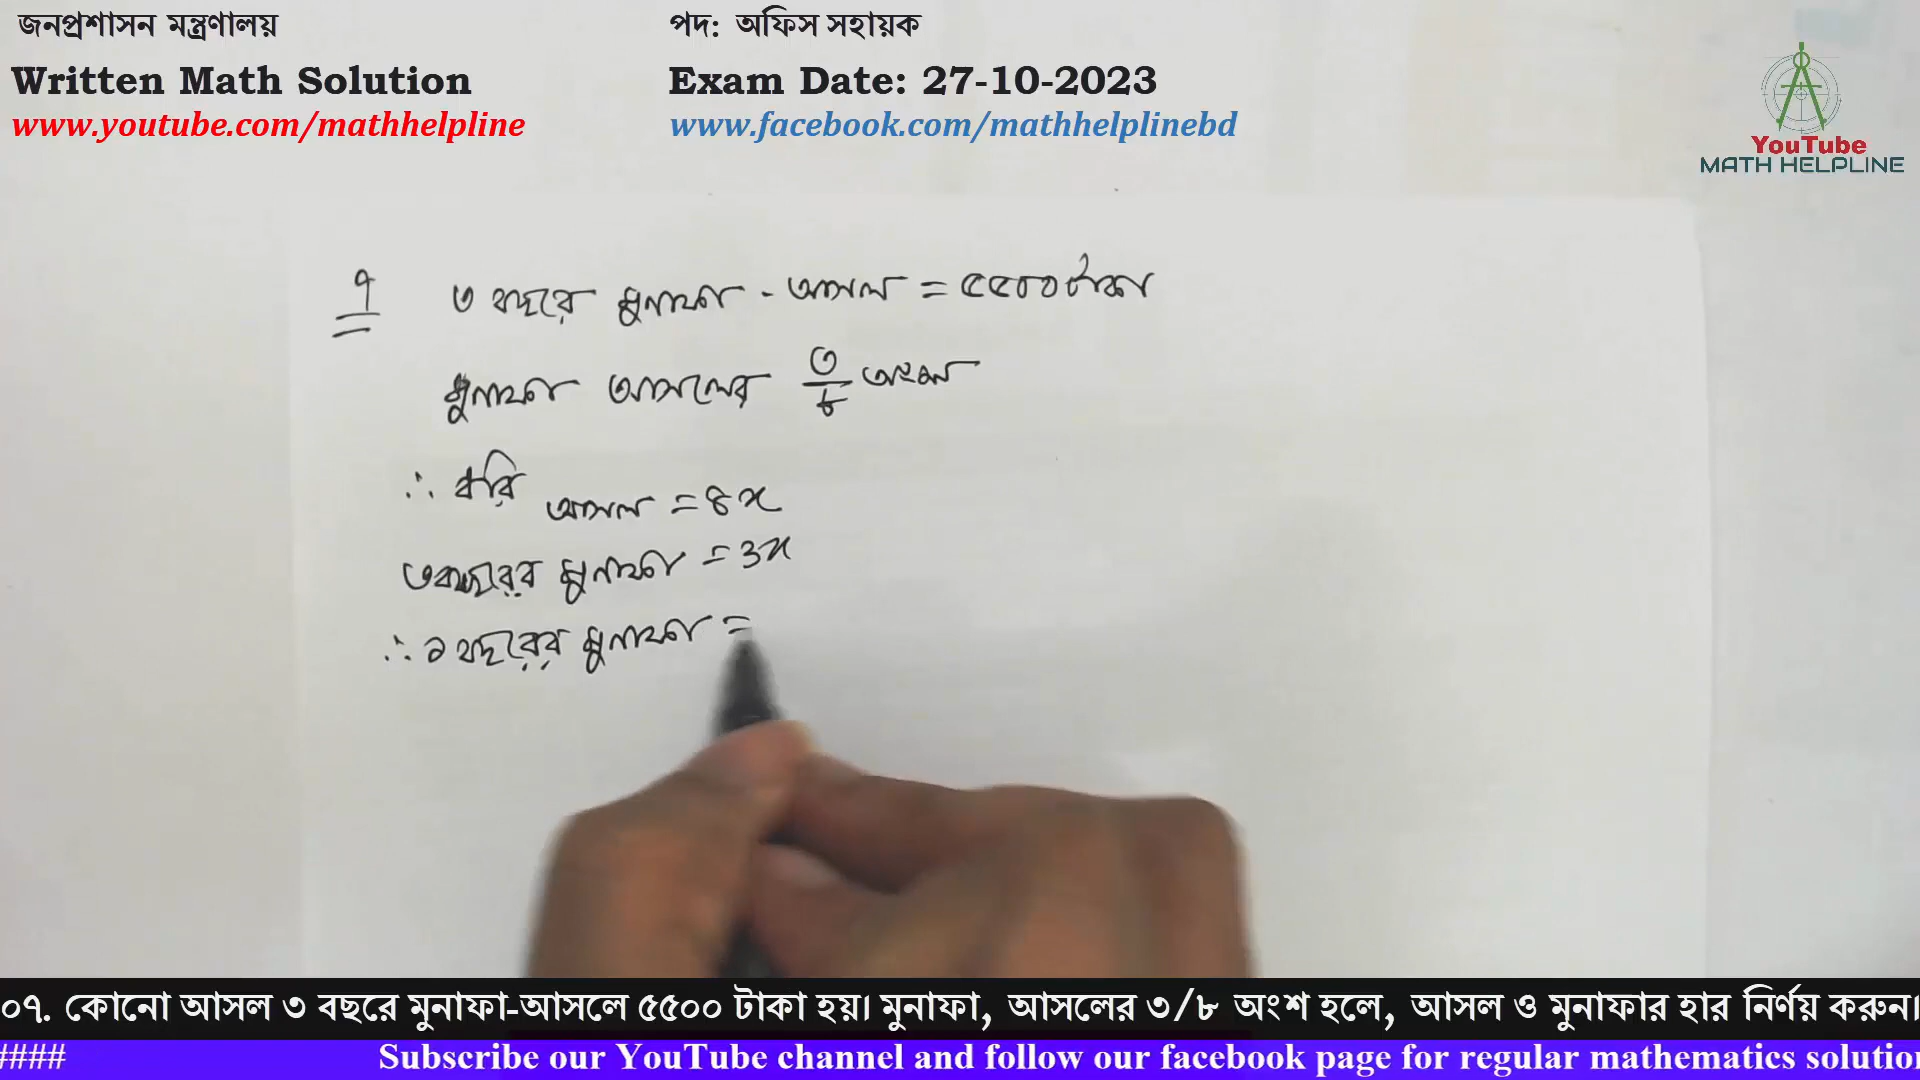 জনপ্রশাসন মন্ত্রণালয়
পদ: অফিস সহায়ক
Written Math Solution
Exam Date: 27-10-2023
www.youtube.com/mathhelpline
www.facebook.com/mathhelplinebd
YouTube
MATH HELPLINE
৭
৩ বছরে মুনাফা - আসল = ৫৫০০ টাকা
মুনাফা আসলের ৩/৮ অংশ
∴ ধরি
আসল = 8x
৩ বছরের মুনাফা = 3x
∴ ১ বছরের মুনাফা =
০৭. কোনো আসল ৩ বছরে মুনাফা-আসলে ৫৫০০ টাকা হয়। মুনাফা, আসলের ৩/৮ অংশ হলে, আসল ও মুনাফার হার নির্ণয় করুন।
#### Subscribe our YouTube channel and follow our facebook page for regular mathematics solution